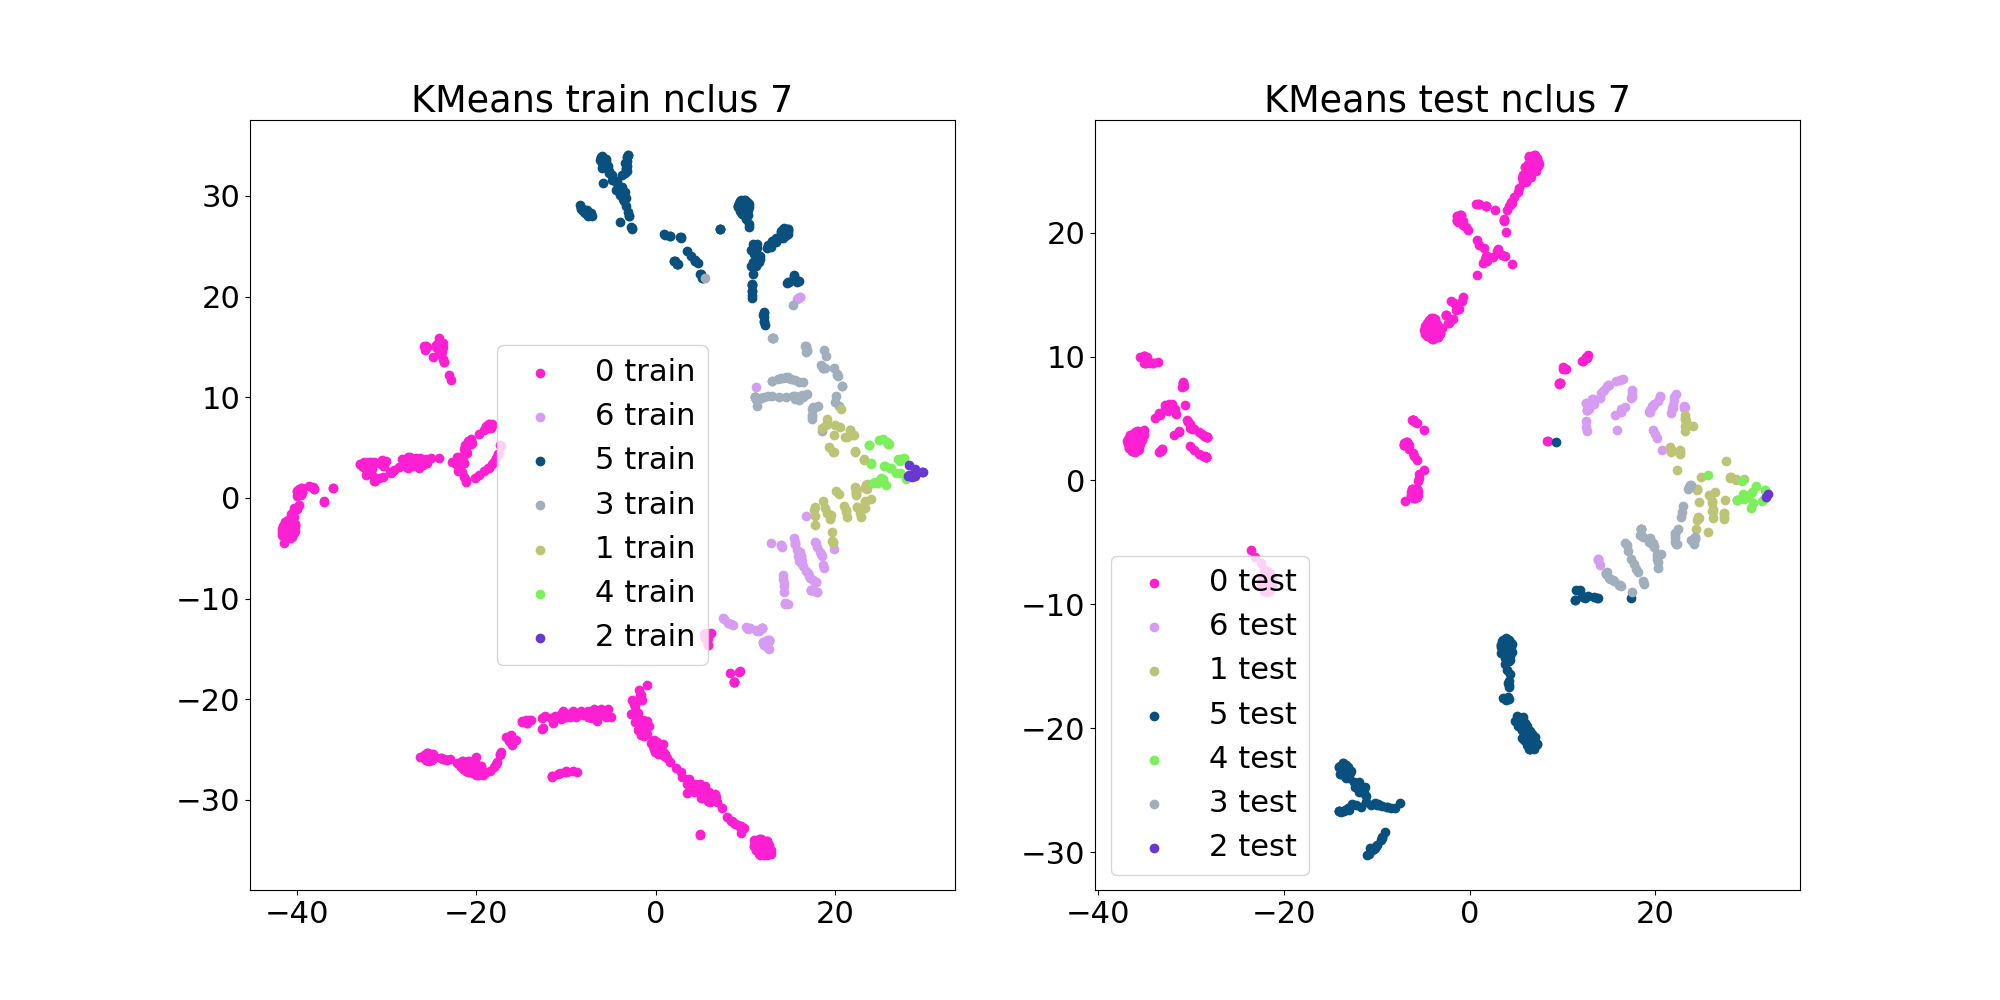 KMeans train nclus 7
30
20
10
0
−10
−20
−30
−40
−20
0
20
0 train
6 train
5 train
3 train
1 train
4 train
2 train
KMeans test nclus 7
20
10
0
−10
−20
−30
−40
−20
0
20
0 test
6 test
1 test
5 test
4 test
3 test
2 test